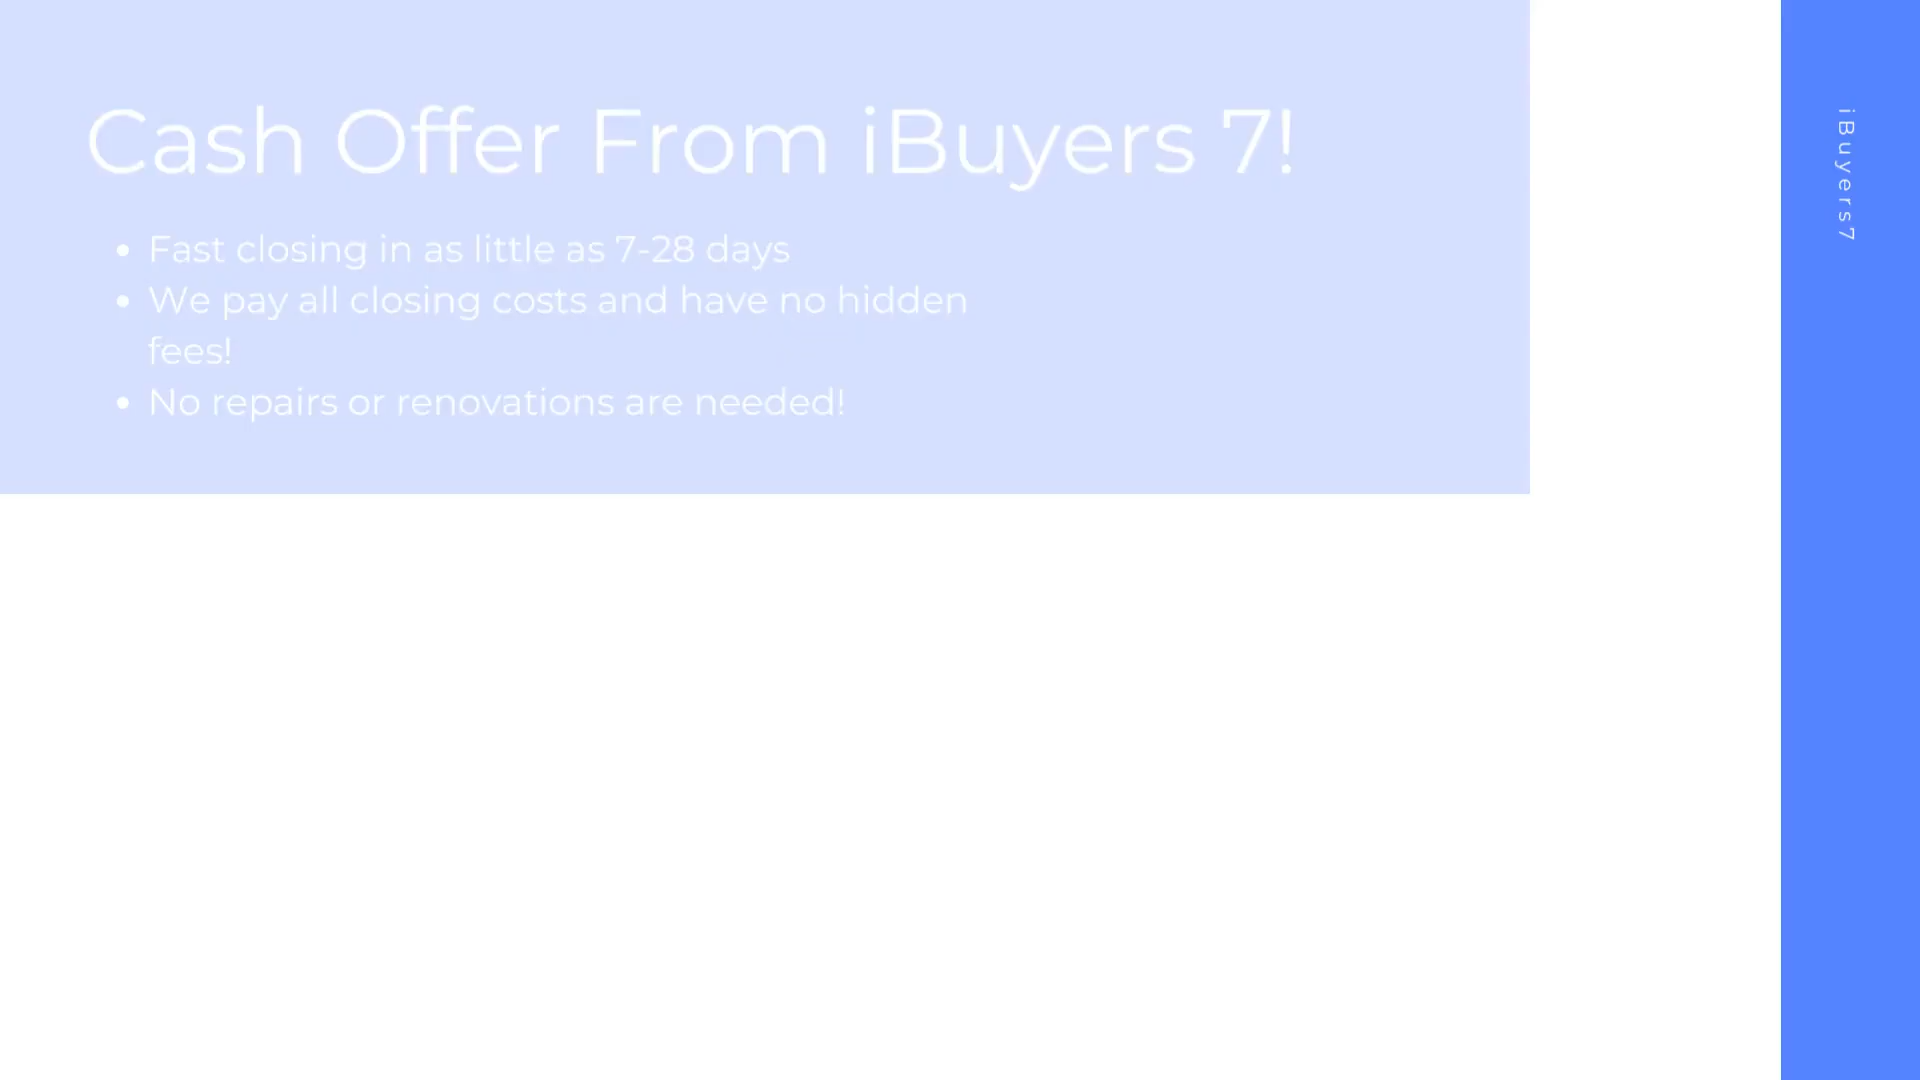 Cash Offer From iBuyers 7!
• Fast closing in as little as 7-28 days
• We pay all closing costs and have no hidden
fees!
• No repairs or renovations are needed!
iBuyers7